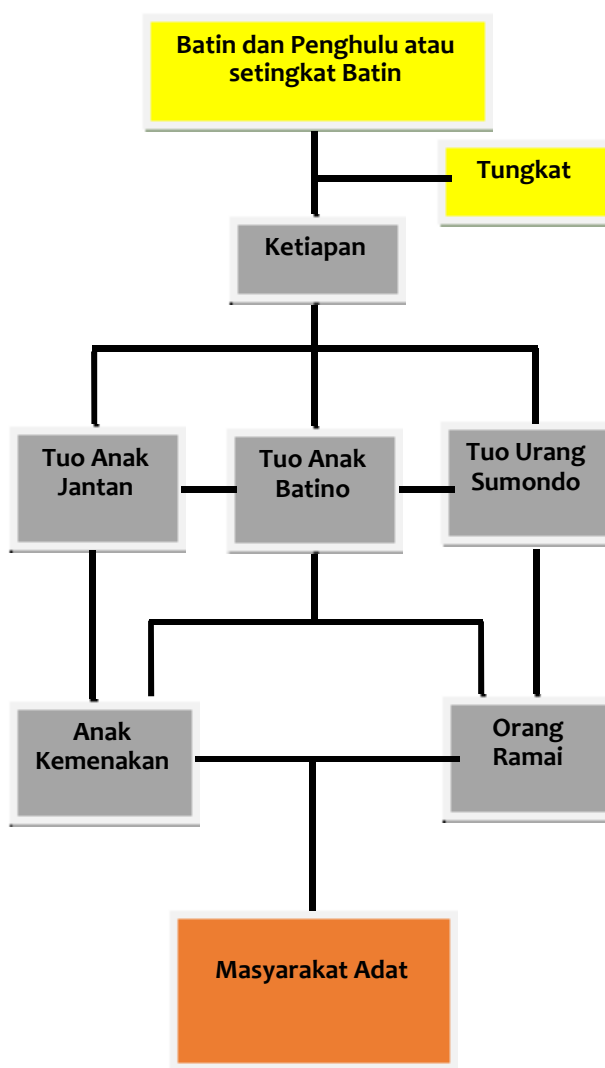 Batin dan Penghulu atau
setingkat Batin
Tungkat
Ketiapan
Tuo Anak
Jantan
Tuo Anak
Batino
Tuo Urang
Sumondo
Anak
Kemenakan
Orang
Ramai
Masyarakat Adat